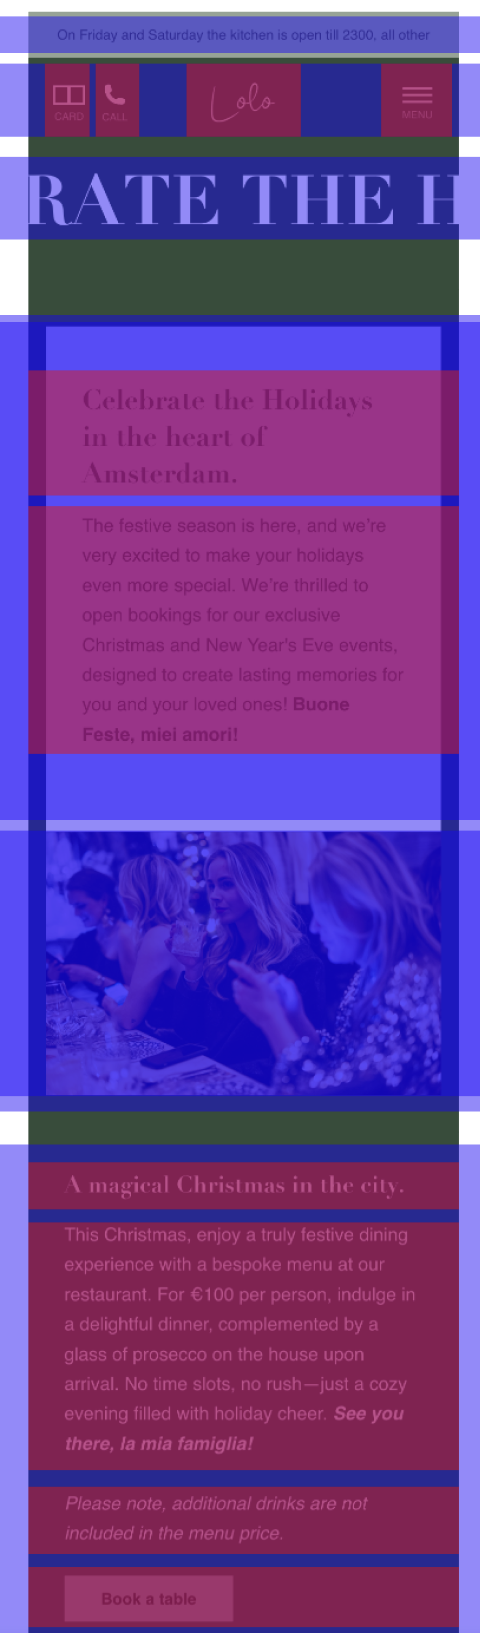 On Friday and Saturday the kitchen is open till 2300, all other
CARD
CALL
Lolo
MENU
RATE THE H
Celebrate the Holidays
in the heart of
Amsterdam.
The festive season is here, and we're
very excited to make your holidays
even more special. We're thrilled to
open bookings for our exclusive
Christmas and New Year's Eve events,
designed to create lasting memories for
you and your loved ones! Buone
Feste, miei amori!
A magical Christmas in the city.
This Christmas, enjoy a truly festive dining
experience with a bespoke menu at our
restaurant. For €100 per person, indulge in
a delightful dinner, complemented by a
glass of prosecco on the house upon
arrival. No time slots, no rush—just a cozy
evening filled with holiday cheer. See you
there, la mia famiglia!
Please note, additional drinks are not
included in the menu price.
Book a table